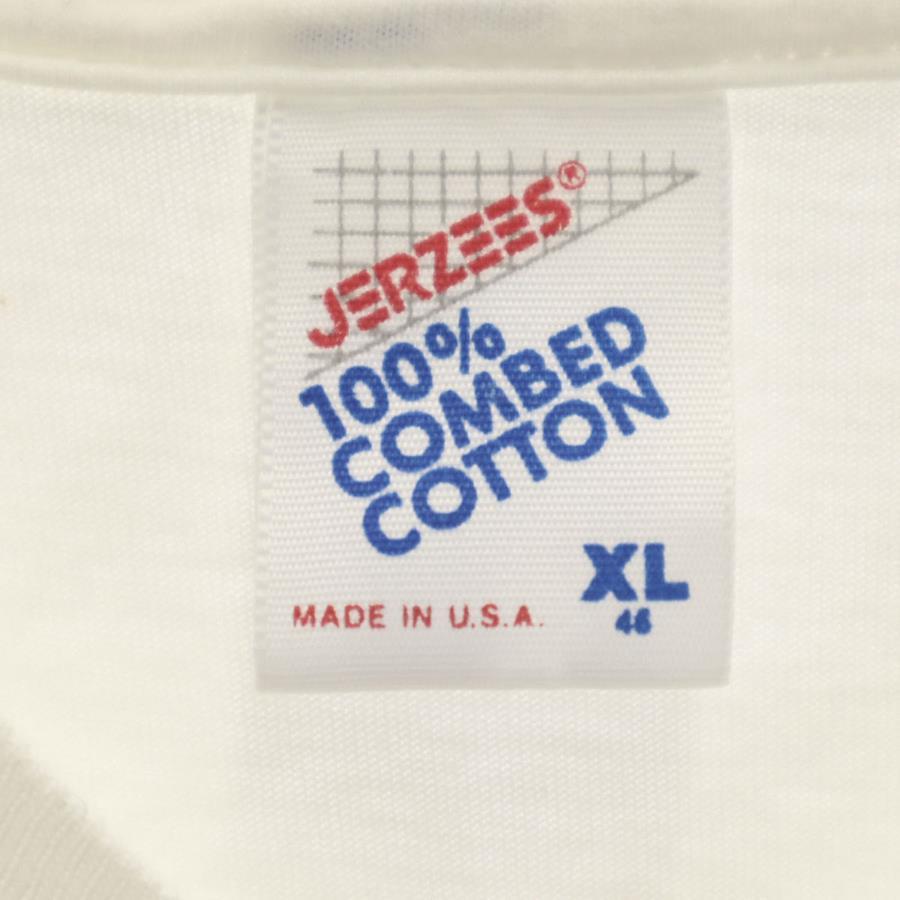 JERZEES®
100%
COMBED
COTTON
XL
46
MADE IN U.S.A.